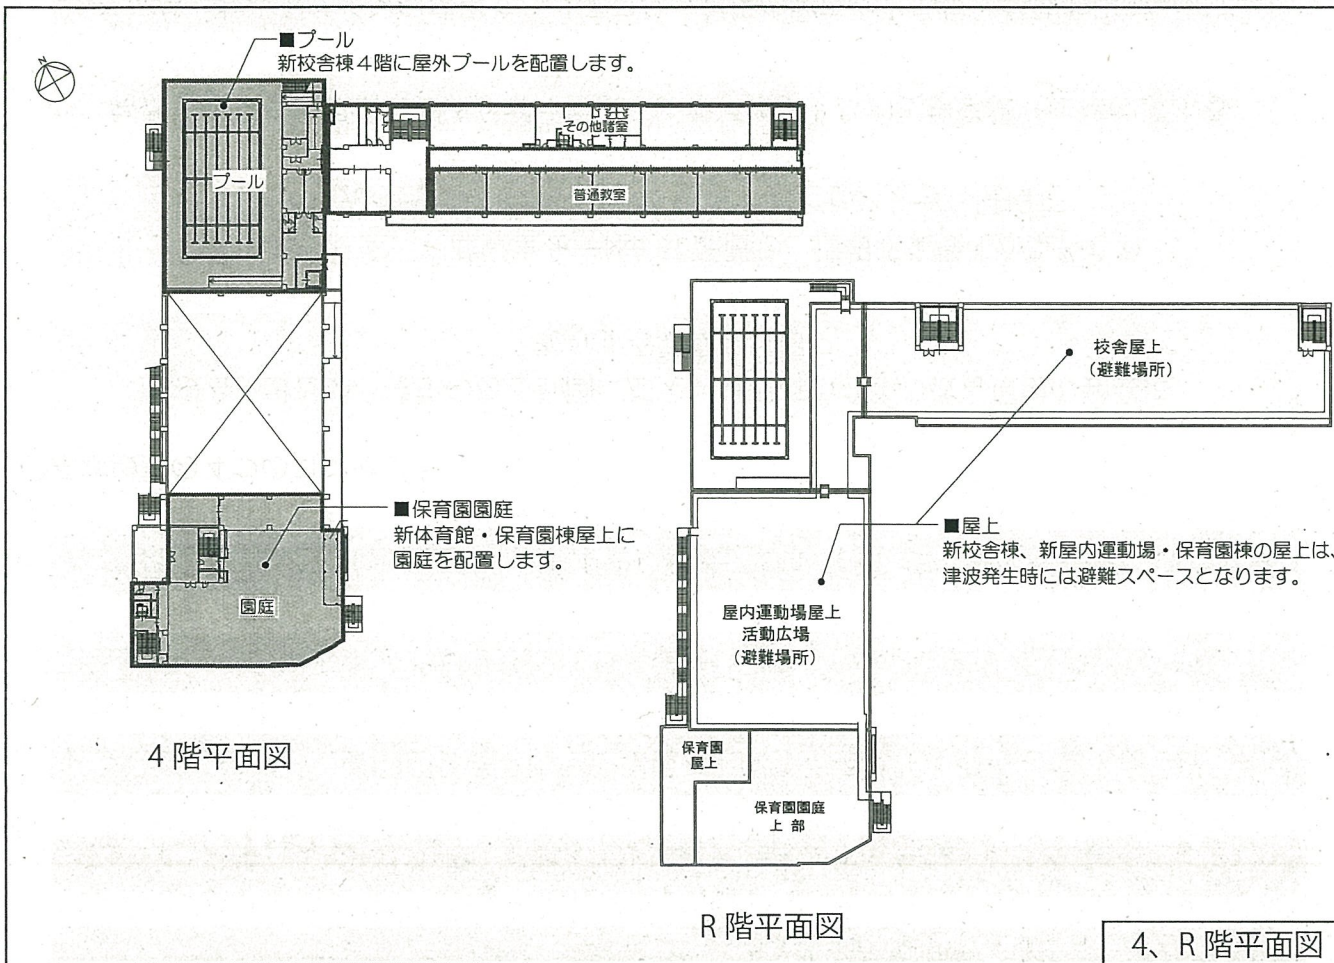 N
■プール
新校舎棟4階に屋外プールを配置します。
その他諸室
プール
普通教室
■保育園園庭
新体育館・保育園棟屋上に
園庭を配置します。
園庭
4階平面図
校舎屋上
(避難場所)
■屋上
新校舎棟、新屋内運動場・保育園棟の屋上は、
津波発生時には避難スペースとなります。
屋内運動場屋上
活動広場
(避難場所)
保育園
屋上
保育園園庭
上部
R階平面図
4、R階平面図